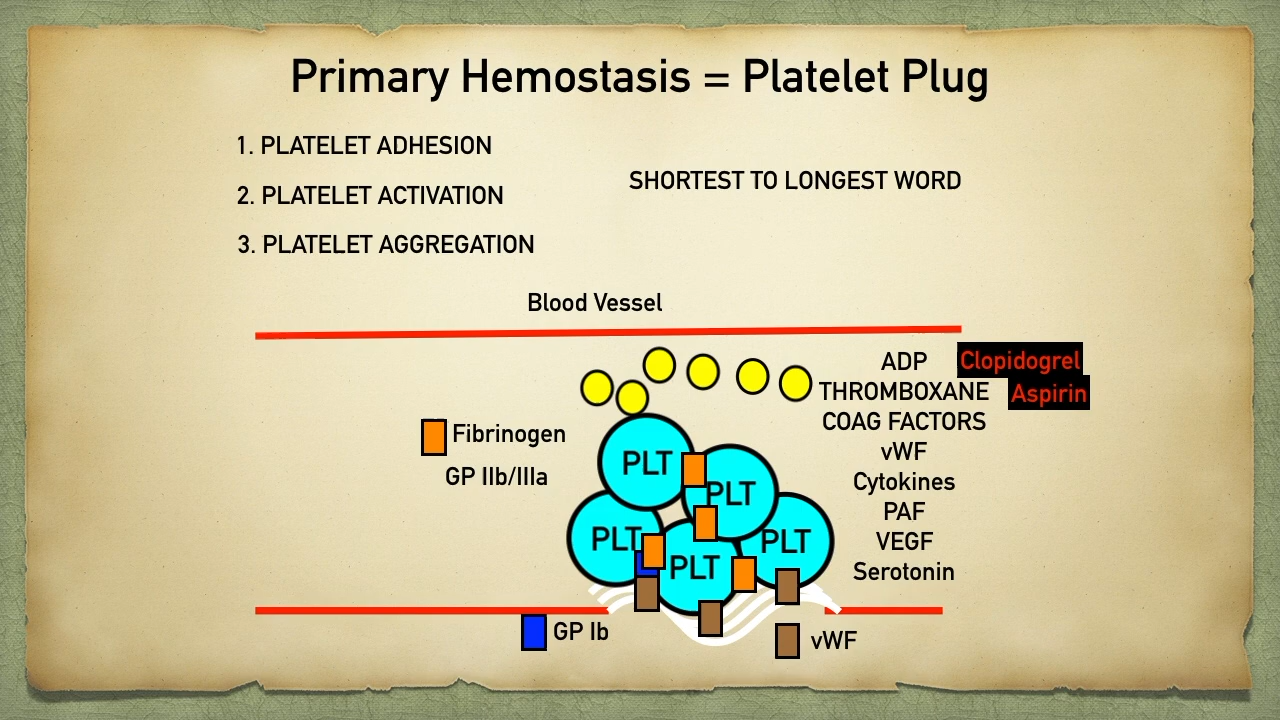 Primary Hemostasis = Platelet Plug
1. PLATELET ADHESION
2. PLATELET ACTIVATION
3. PLATELET AGGREGATION
SHORTEST TO LONGEST WORD
Blood Vessel
ADP Clopidogrel
THROMBOXANE Aspirin
COAG FACTORS
vWF
Cytokines
PAF
VEGF
Serotonin
Fibrinogen
GP IIb/IIIa
PLT
PLT
PLT
PLT
PLT
GP Ib
vWF